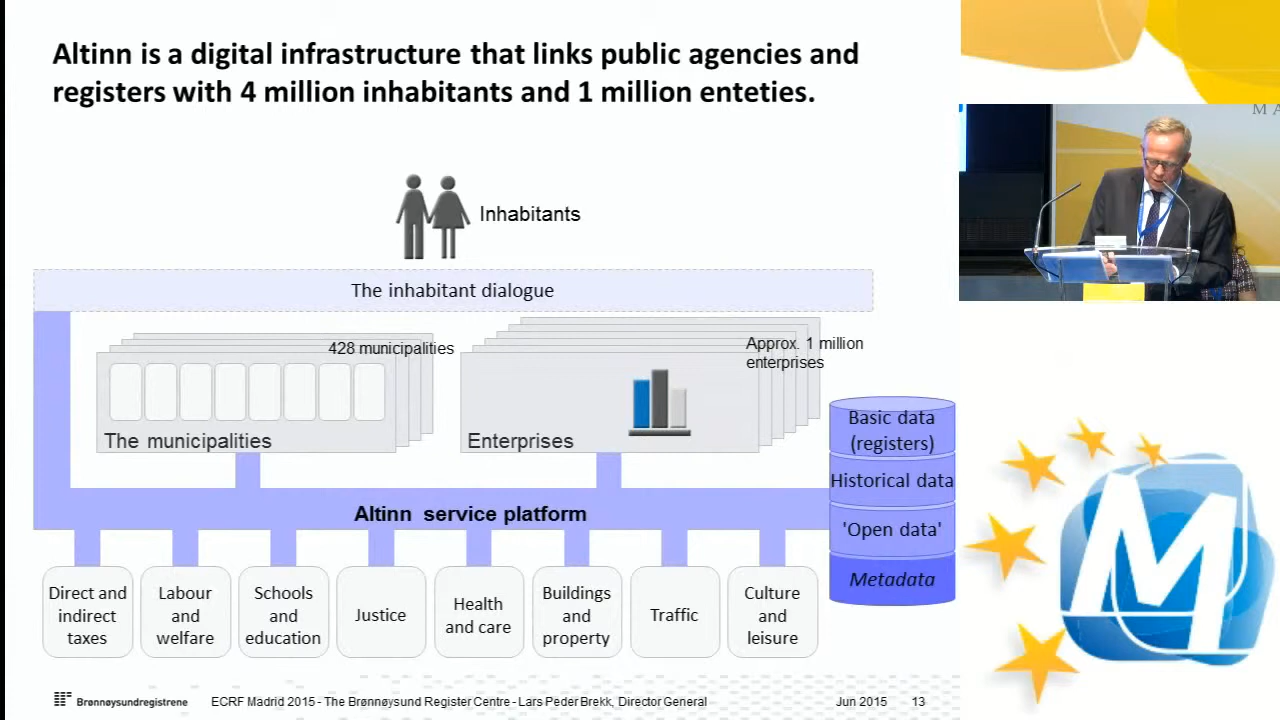 Altinn is a digital infrastructure that links public agencies and
registers with 4 million inhabitants and 1 million enteties.
M A
Inhabitants
The inhabitant dialogue
428 municipalities
Approx. 1 million
enterprises
The municipalities
Enterprises
Basic data
(registers)
Historical data
'Open data'
Metadata
Altinn service platform
Direct and
indirect
taxes
Labour
and
welfare
Schools
and
education
Justice
Health
and care
Buildings
and
property
Traffic
Culture
and
leisure
M
Brønnøysundregistrene
ECRF Madrid 2015 - The Brønnøysund Register Centre - Lars Peder Brekk, Director General
Jun 2015 13